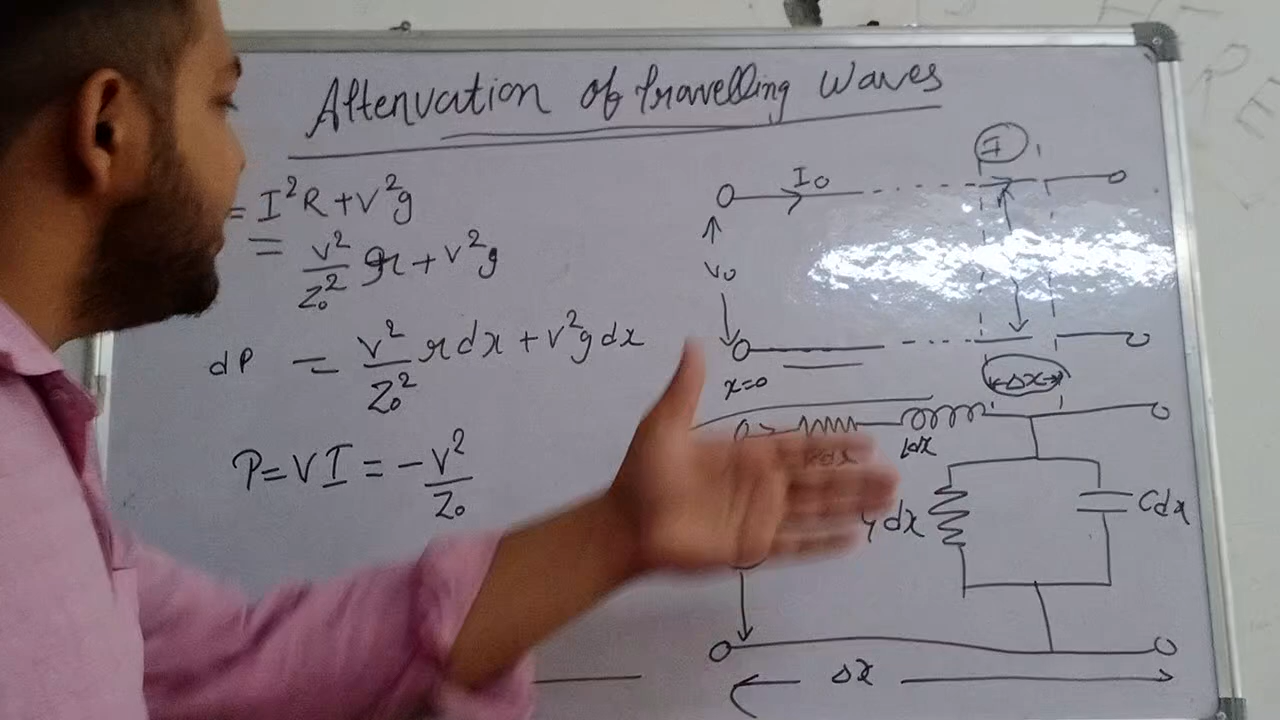 Attenuation of Travelling Waves
= I²R + V²g
= V²/Z₀² r + V²g
dP = V²/Z₀² r dx + V²g dx
P = VI = - V²/Z₀
I₀
I
V₀
x=0
Δx
Ldx
dx
Cdx
Δx